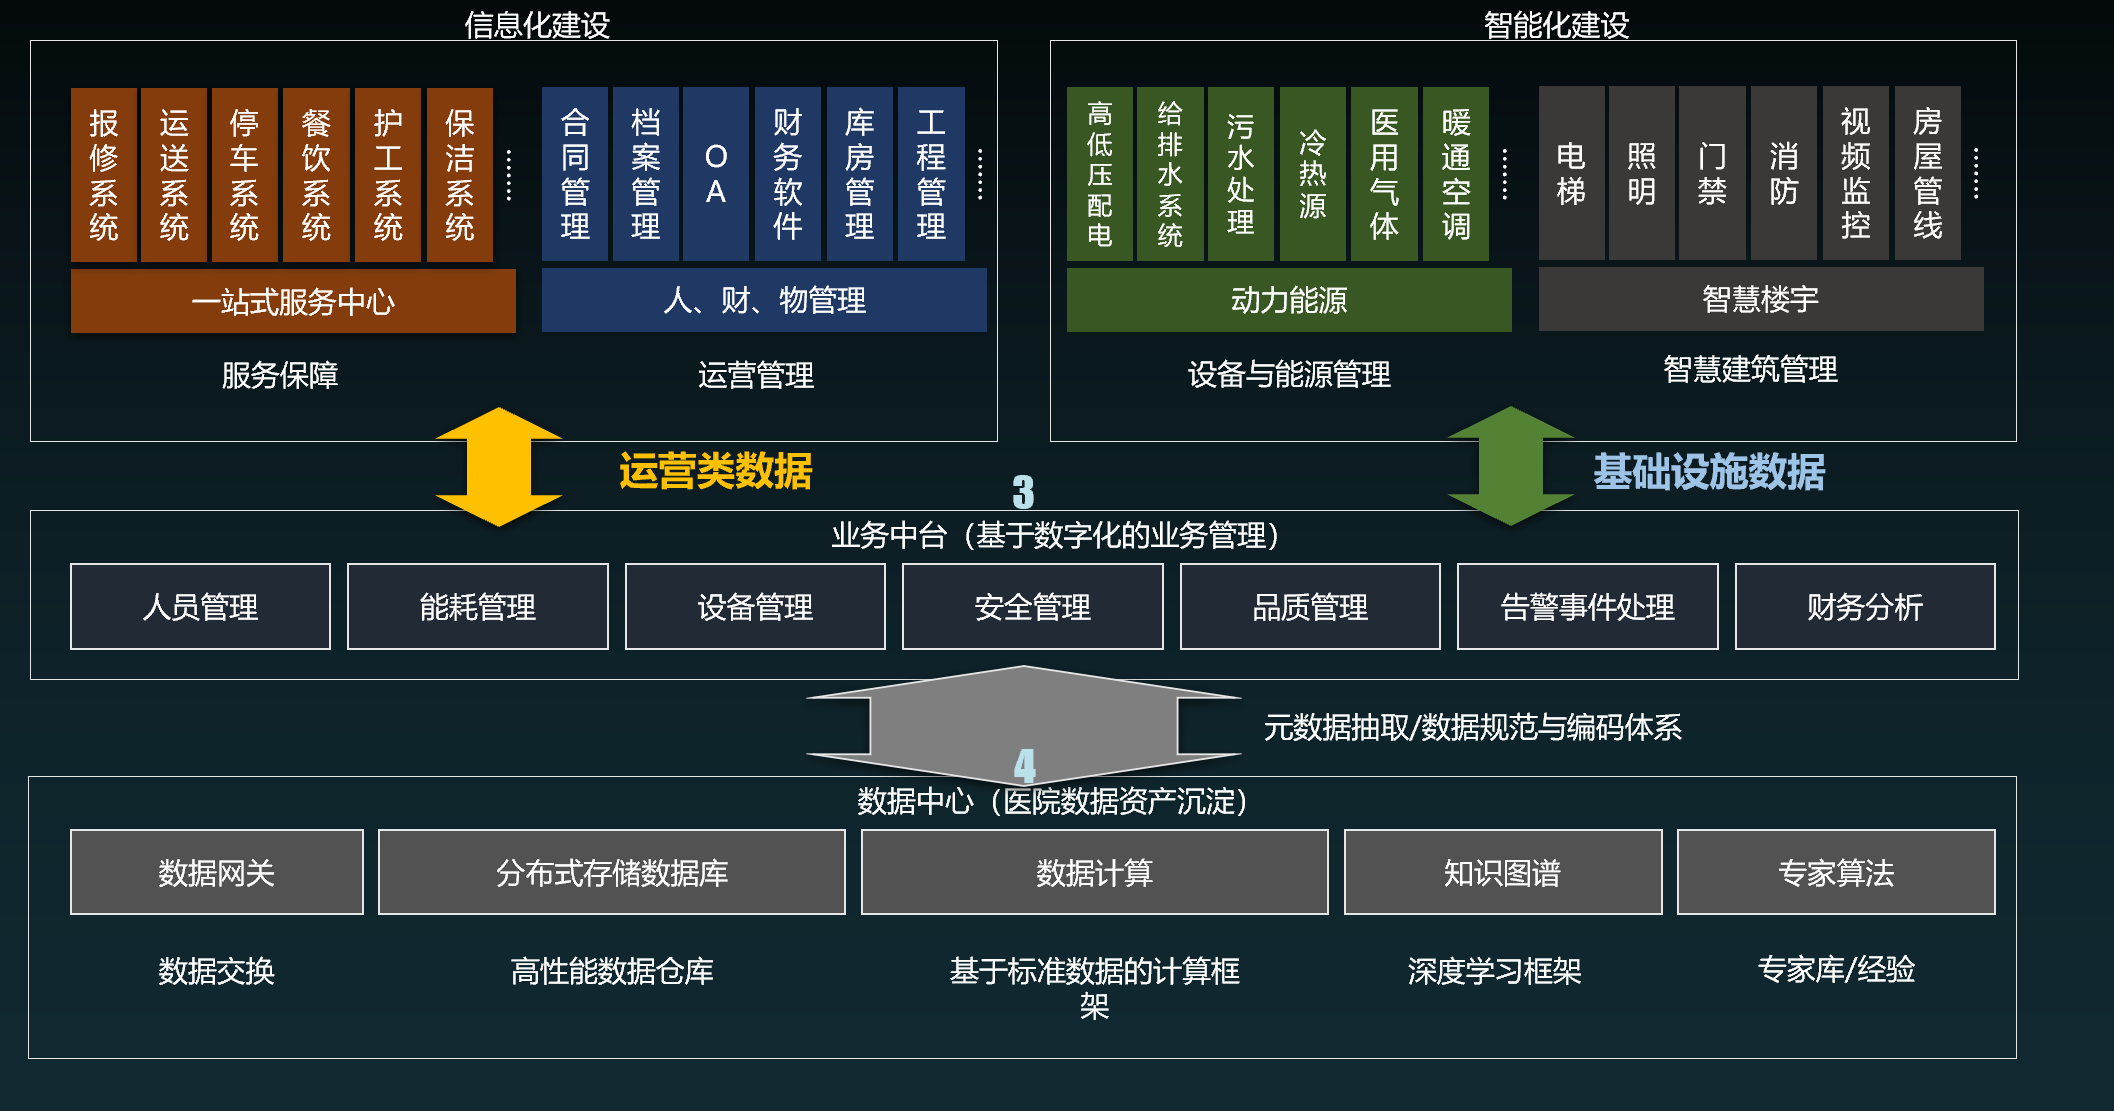 信息化建设
智能化建设
报修系统
运送系统
停车系统
餐饮系统
护工系统
保洁系统
......
合同管理
档案管理
OA
财务软件
库房管理
工程管理
......
高低压配电
给排水系统
污水处理
冷热源
医用气体
暖通空调
......
电梯
照明
门禁
消防
视频监控
房屋管线
......
一站式服务中心
人、财、物管理
动力能源
智慧楼宇
服务保障
运营管理
设备与能源管理
智慧建筑管理
运营类数据
3
基础设施数据
业务中台（基于数字化的业务管理）
人员管理
能耗管理
设备管理
安全管理
品质管理
告警事件处理
财务分析
元数据抽取/数据规范与编码体系
4
数据中心（医院数据资产沉淀）
数据网关
分布式存储数据库
数据计算
知识图谱
专家算法
数据交换
高性能数据仓库
基于标准数据的计算框
架
深度学习框架
专家库/经验